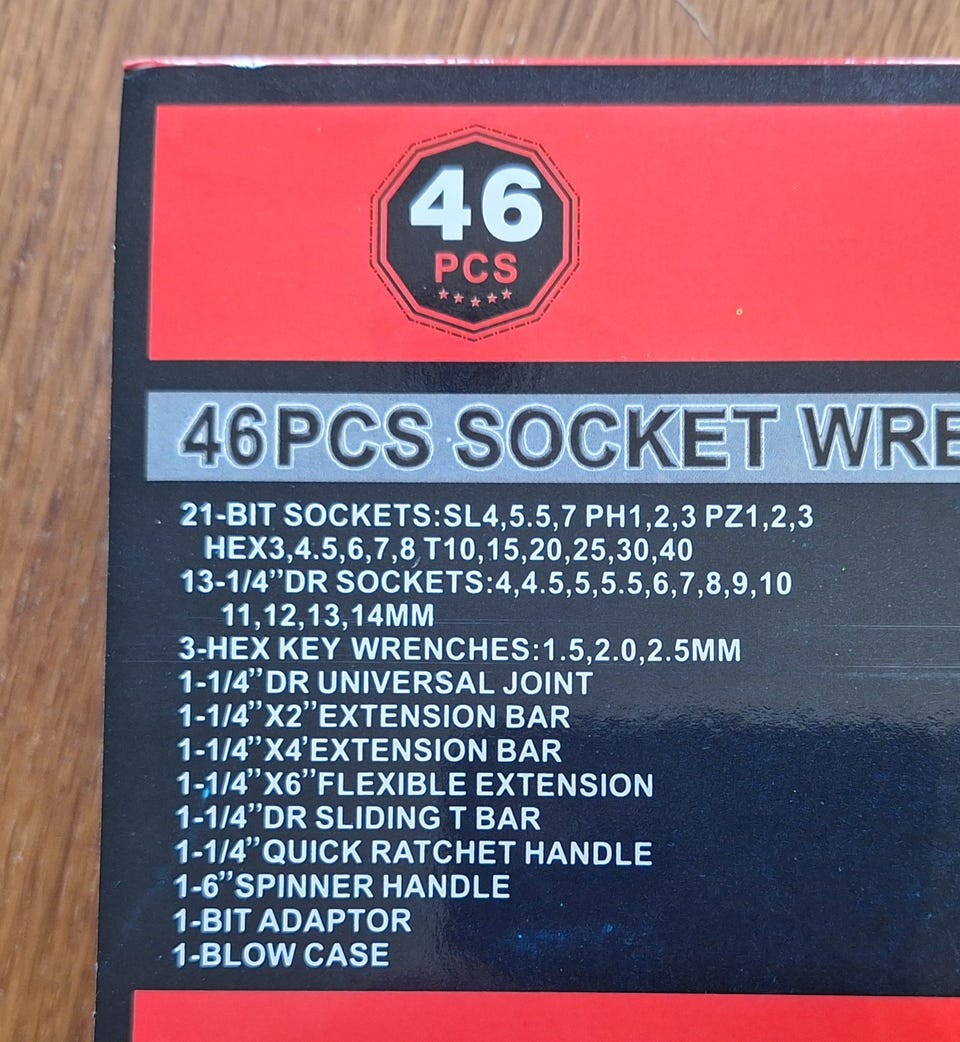 46
PCS
46PCS SOCKET WRE
21-BIT SOCKETS:SL4,5.5,7 PH1,2,3 PZ1,2,3
HEX3,4.5,6,7,8 T10,15,20,25,30,40
13-1/4”DR SOCKETS:4,4.5,5,5.5,6,7,8,9,10
11,12,13,14MM
3-HEX KEY WRENCHES:1.5,2.0,2.5MM
1-1/4”DR UNIVERSAL JOINT
1-1/4”X2”EXTENSION BAR
1-1/4”X4'EXTENSION BAR
1-1/4”X6”FLEXIBLE EXTENSION
1-1/4”DR SLIDING T BAR
1-1/4”QUICK RATCHET HANDLE
1-6”SPINNER HANDLE
1-BIT ADAPTOR
1-BLOW CASE